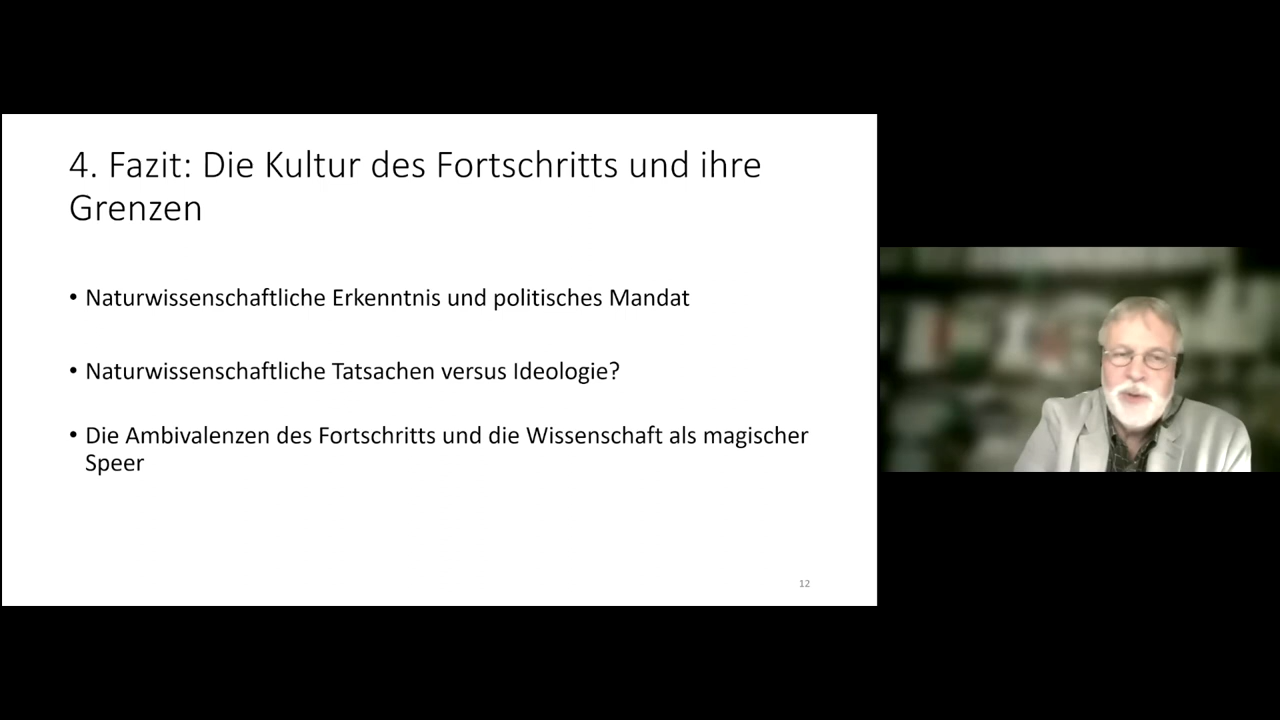 4. Fazit: Die Kultur des Fortschritts und ihre
Grenzen
• Naturwissenschaftliche Erkenntnis und politisches Mandat
• Naturwissenschaftliche Tatsachen versus Ideologie?
• Die Ambivalenzen des Fortschritts und die Wissenschaft als magischer
Speer
12